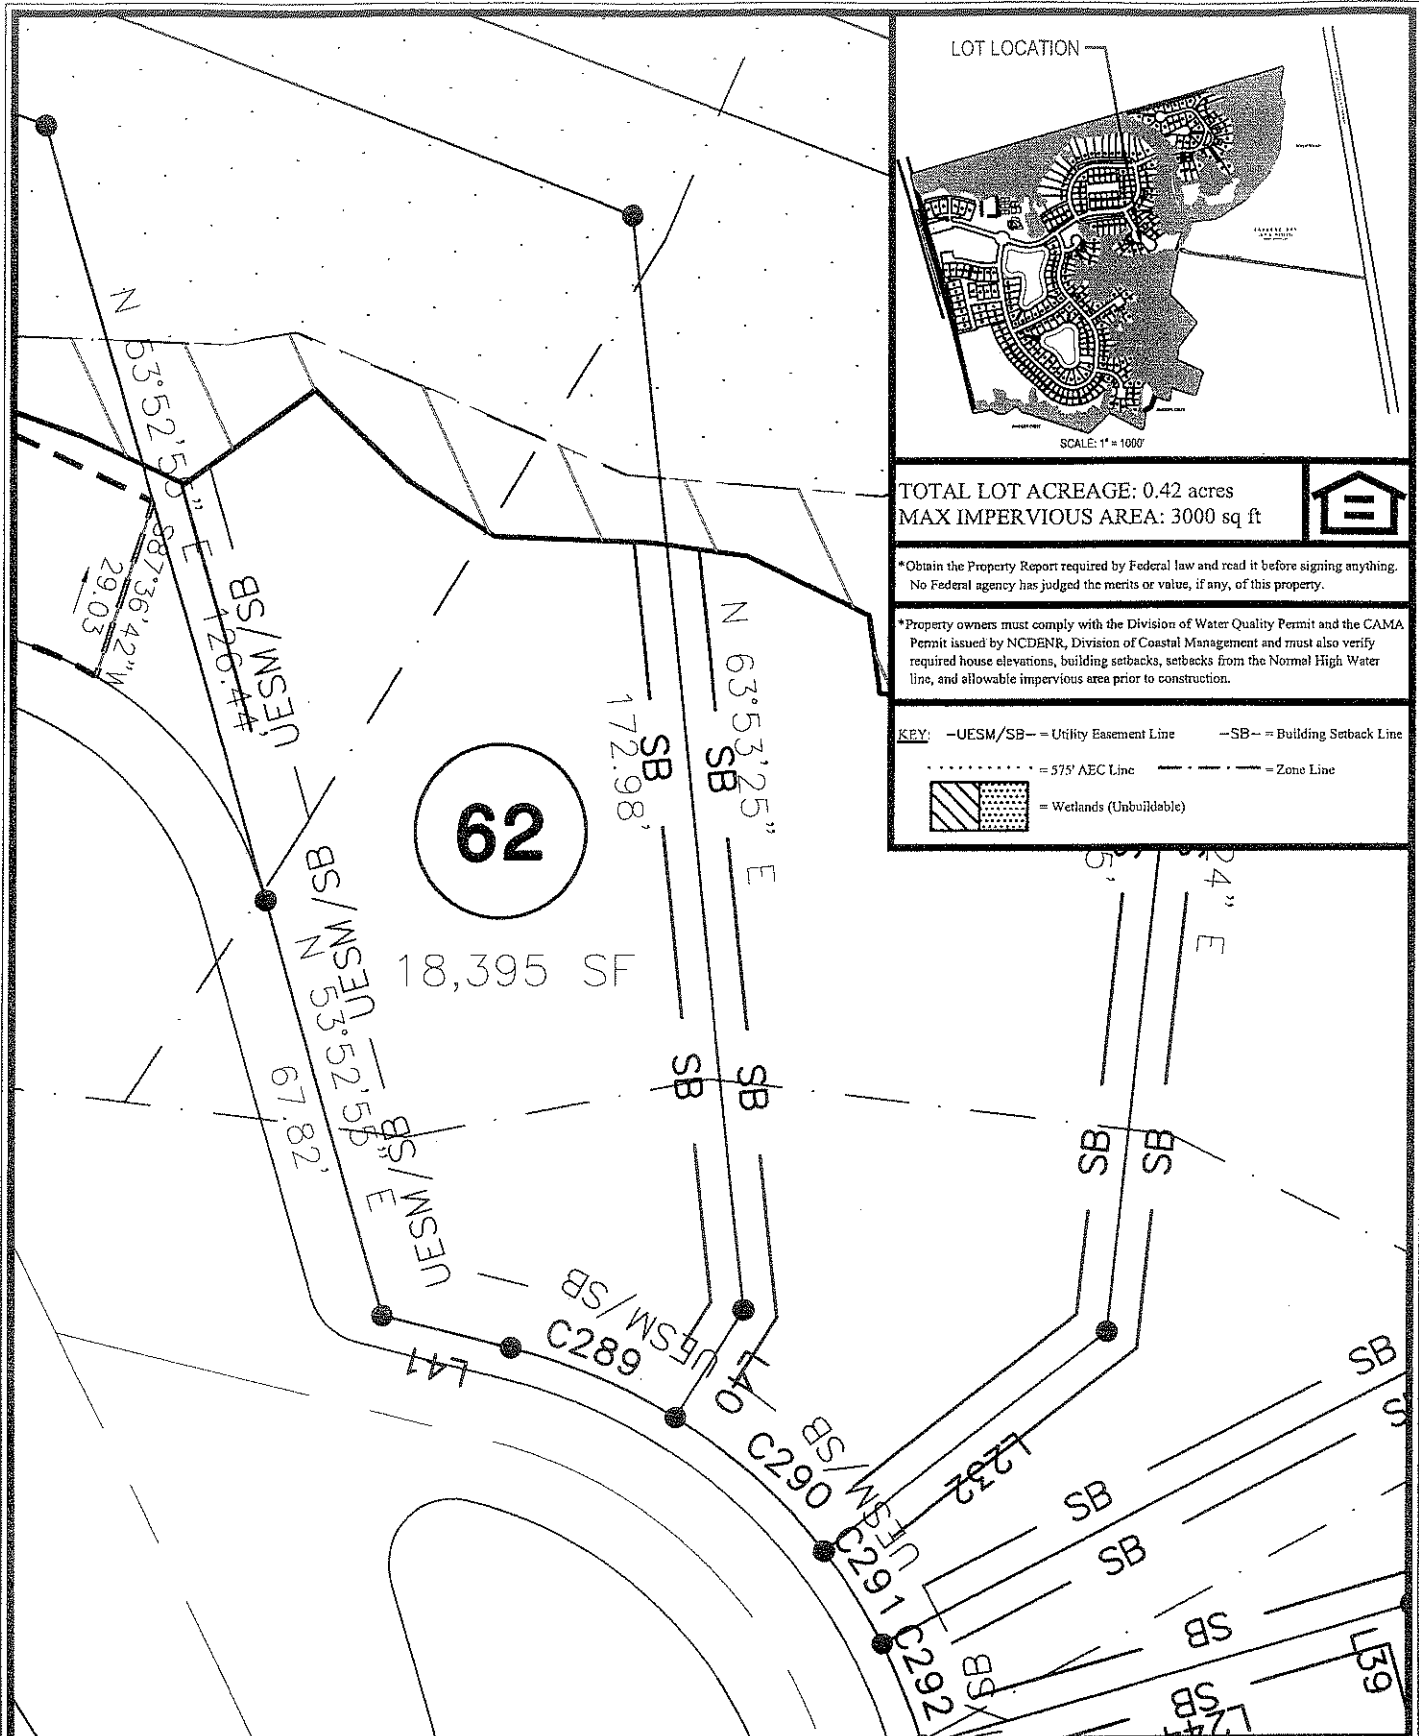 LOT LOCATION
SCALE: 1" = 1000'
TOTAL LOT ACREAGE: 0.42 acres
MAX IMPERVIOUS AREA: 3000 sq ft
*Obtain the Property Report required by Federal law and read it before signing anything.
No Federal agency has judged the merits or value, if any, of this property.
*Property owners must comply with the Division of Water Quality Permit and the CAMA
Permit issued by NCDENR, Division of Coastal Management and must also verify
required house elevations, building setbacks, setbacks from the Normal High Water
line, and allowable impervious area prior to construction.
KEY: -UESM/SB- = Utility Easement Line -SB- = Building Setback Line
= 575' AEC Line = Zone Line
= Wetlands (Unbuildable)
N 53°52'55" E
126.44
S87°36'42"W
29.03
UESM/SB
N 63°53'25" E
172.98'
SB
SB
62
18,395 SF
24" E
5'
UESM/SB
N 53°52'55" E
67.82'
SB
SB
SB
SB
UESM/SB
UESM/SB
L41
C289
L40
C290
UESM/SB
L232
C291
C292
SB
SB
SB
SB
SB
SB
L39